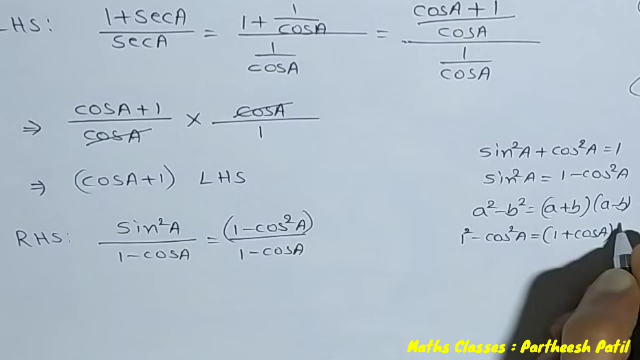 LHS: (1+secA)/secA = (1+1/cosA)/(1/cosA) = ((cosA+1)/cosA)/(1/cosA)
⇒ (cosA+1)/cosA × cosA/1
⇒ (cosA+1) LHS
RHS: sin²A/(1-cosA) = (1-cos²A)/(1-cosA)
sin²A+cos²A=1
sin²A = 1-cos²A
a²-b²=(a+b)(a-b)
1²-cos²A=(1+cosA)
Maths Classes : Partheesh Patil